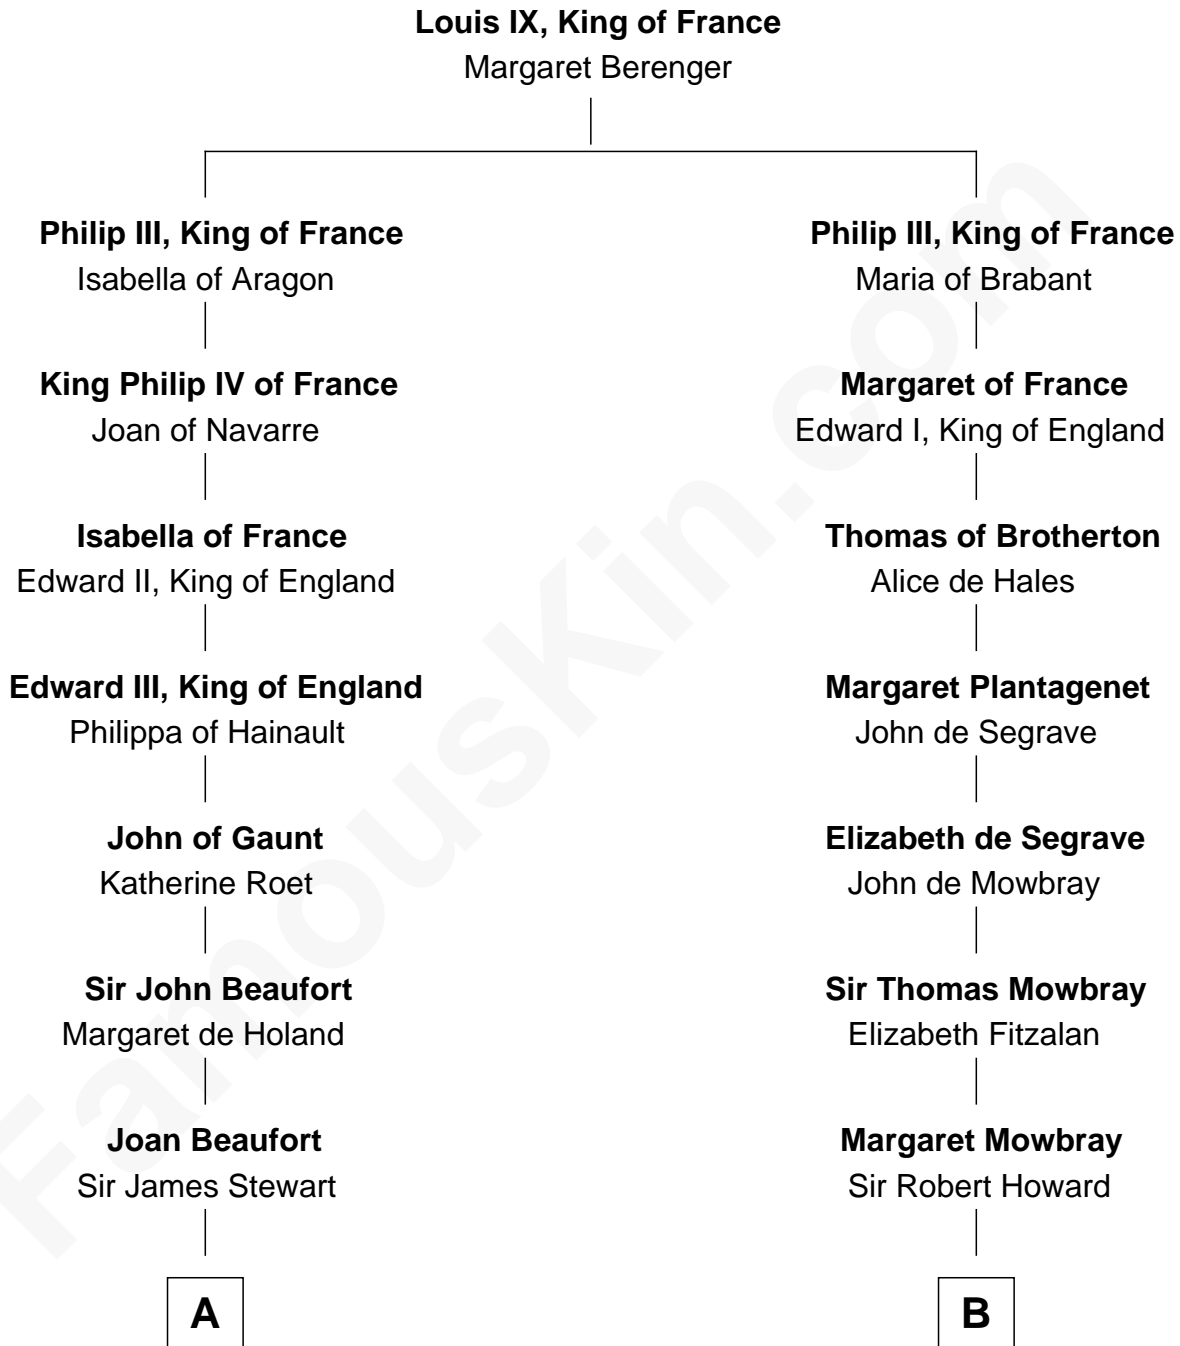 Louis IX, King of France
Margaret Berenger
Philip III, King of France
Isabella of Aragon
King Philip IV of France
Joan of Navarre
Isabella of France
Edward II, King of England
Edward III, King of England
Philippa of Hainault
John of Gaunt
Katherine Roet
Sir John Beaufort
Margaret de Holand
Joan Beaufort
Sir James Stewart
A
Philip III, King of France
Maria of Brabant
Margaret of France
Edward I, King of England
Thomas of Brotherton
Alice de Hales
Margaret Plantagenet
John de Segrave
Elizabeth de Segrave
John de Mowbray
Sir Thomas Mowbray
Elizabeth Fitzalan
Margaret Mowbray
Sir Robert Howard
B
FamousKin.com